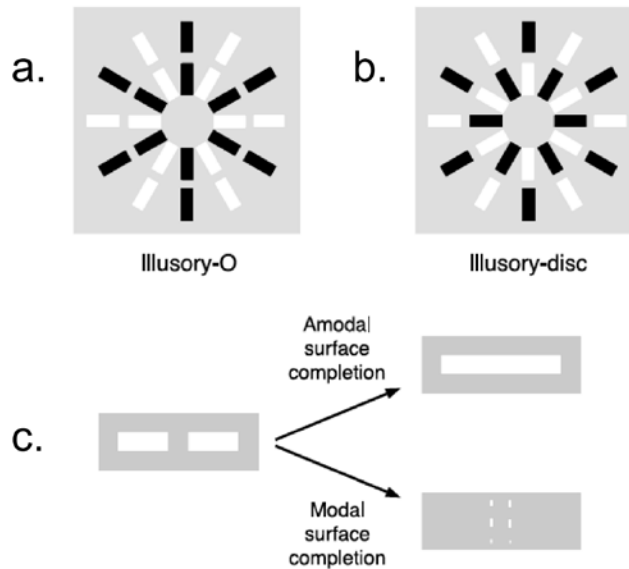 a.
b.
Illusory-O
Illusory-disc
c.
Amodal
surface
completion
Modal
surface
completion